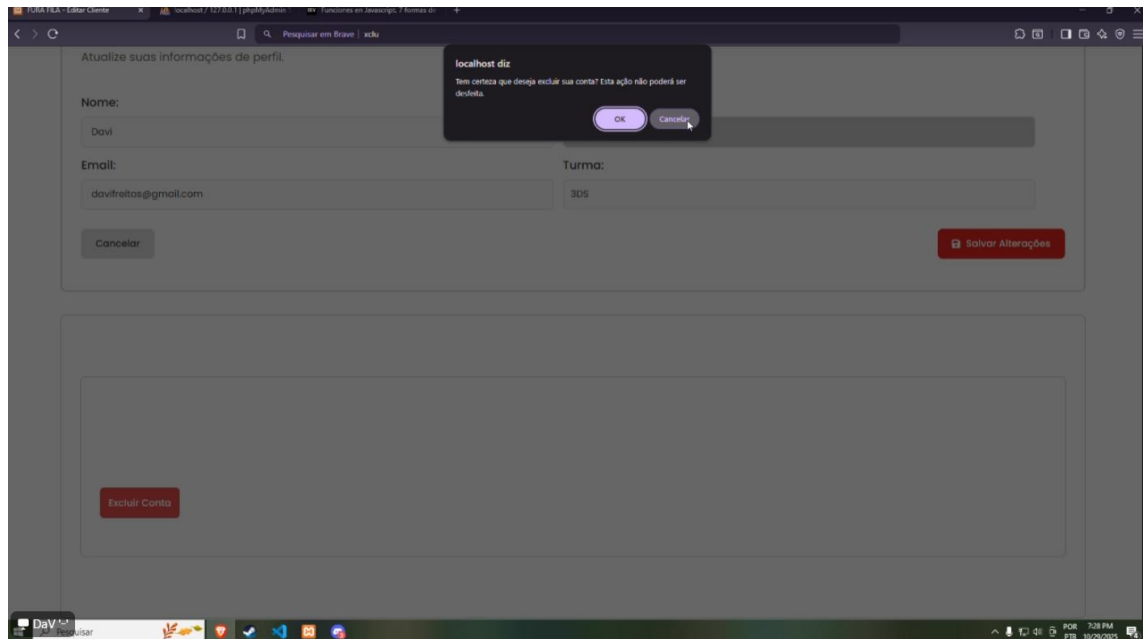 FURA FILA - Editar Cliente
localhost / 127.0.0.1 | phpMyAdmin
DEV Funciones en Javascript, 7 formas de
Pesquisar em Brave | xclu
localhost diz
Tem certeza que deseja excluir sua conta? Esta ação não poderá ser
desfeita.
OK Cancelar
Atualize suas informações de perfil.
Nome:
Davi
Email: Turma:
davifreitas@gmail.com 3DS
Cancelar Salvar Alterações
Excluir Conta
DaV '-'
Pesquisar
POR 7:28 PM
PTB 10/29/2025